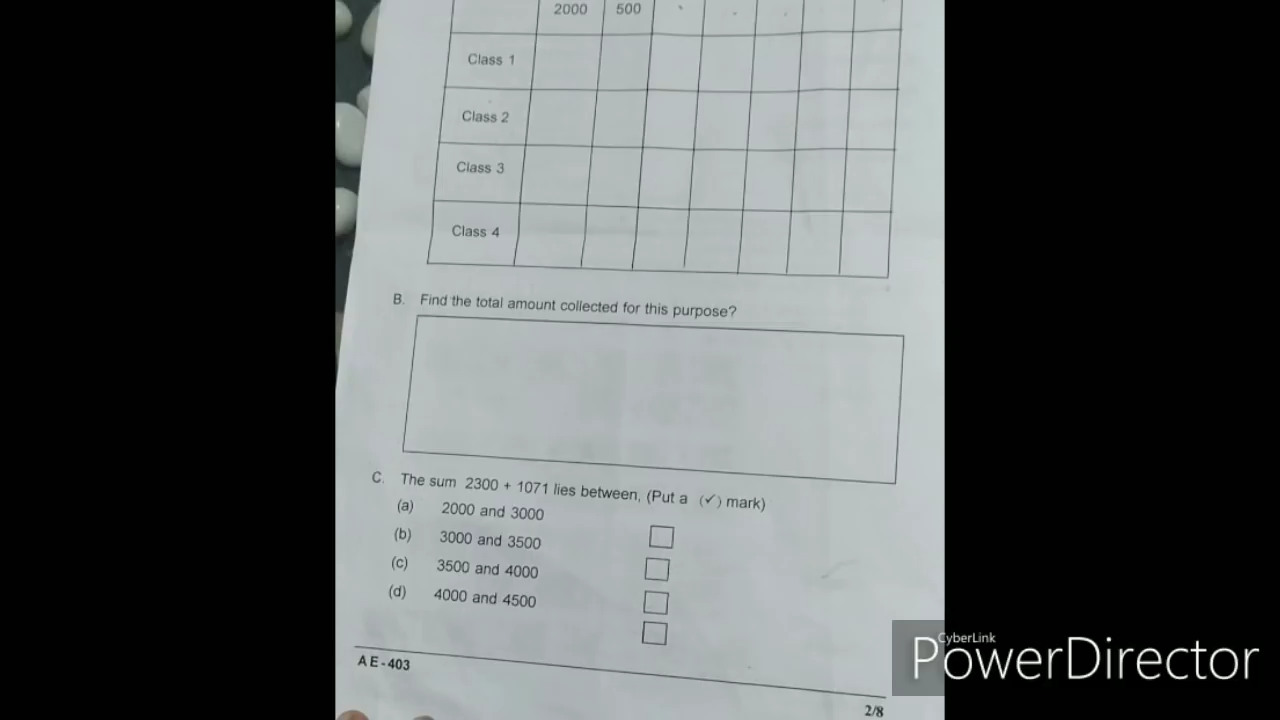 2000 500
Class 1
Class 2
Class 3
Class 4
B. Find the total amount collected for this purpose?
C. The sum 2300 + 1071 lies between, (Put a (✓) mark)
(a) 2000 and 3000
(b) 3000 and 3500
(c) 3500 and 4000
(d) 4000 and 4500
AE-403
2/8
CyberLink
PowerDirector